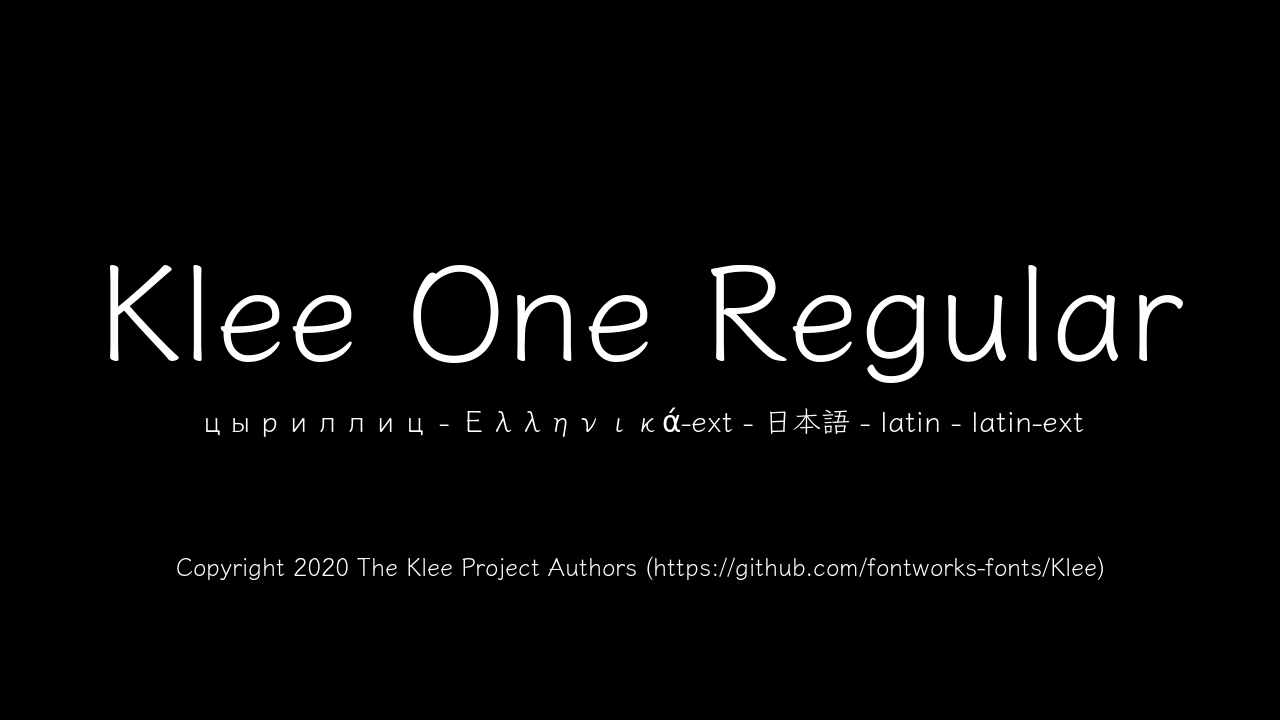 Klee One Regular
цыриллиц - Ελληνικά-ext - 日本語 - latin - latin-ext
Copyright 2020 The Klee Project Authors (https://github.com/fontworks-fonts/Klee)